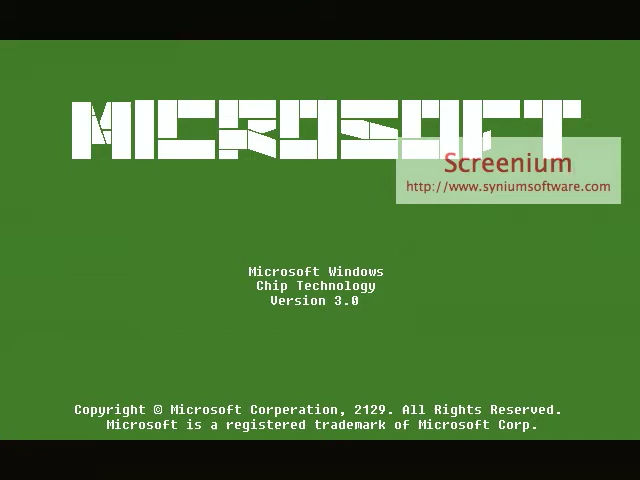 MICROSOFT
Screenium
http://www.syniumsoftware.com
Microsoft Windows
Chip Technology
Version 3.0
Copyright © Microsoft Corperation, 2129. All Rights Reserved.
Microsoft is a registered trademark of Microsoft Corp.